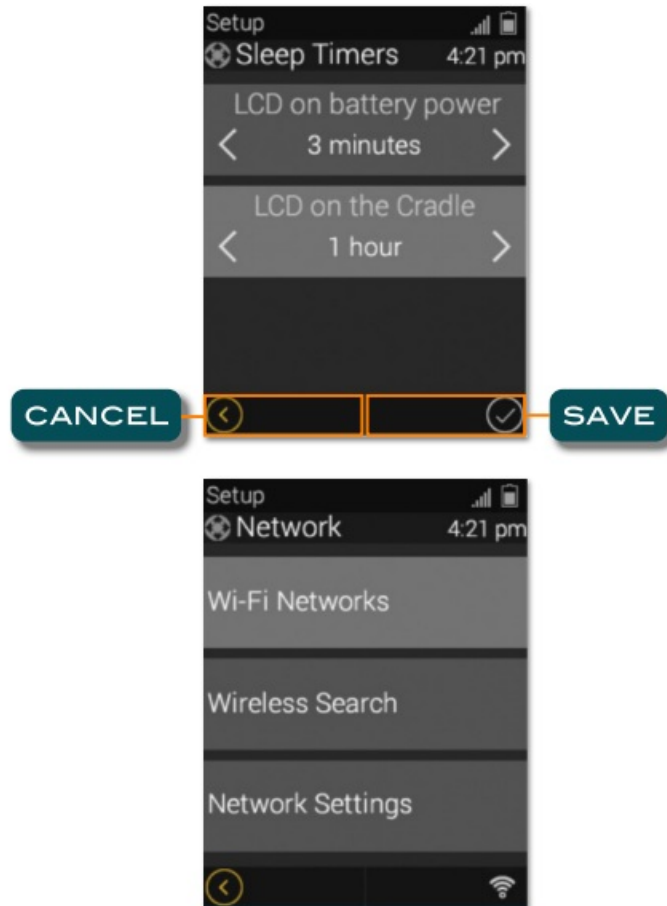 Setup
Sleep Timers 4:21 pm
LCD on battery power
3 minutes
LCD on the Cradle
1 hour
CANCEL SAVE
Setup
Network 4:21 pm
Wi-Fi Networks
Wireless Search
Network Settings